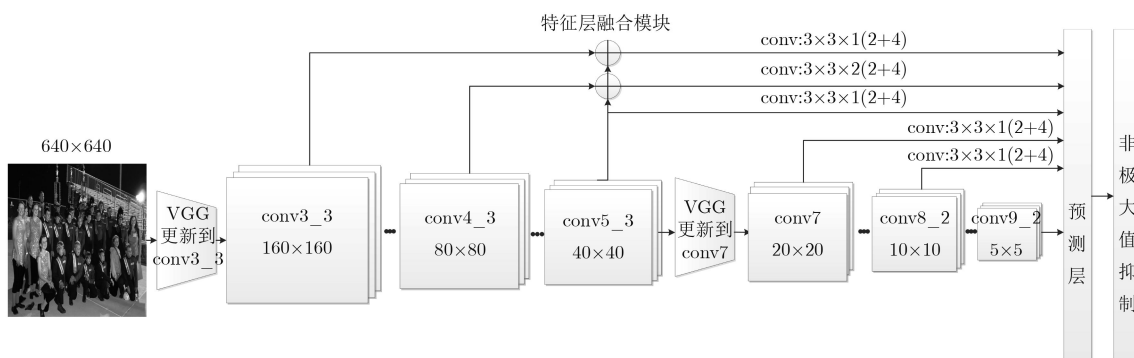 特征层融合模块
conv:3×3×1(2+4)
conv:3×3×2(2+4)
conv:3×3×1(2+4)
conv:3×3×1(2+4)
conv:3×3×1(2+4)
640×640
VGG
更新到
conv3_3
conv3_3
160×160
conv4_3
80×80
conv5_3
40×40
VGG
更新到
conv7
conv7
20×20
conv8_2
10×10
conv9_2
5×5
预
测
层
非
极
大
值
抑
制